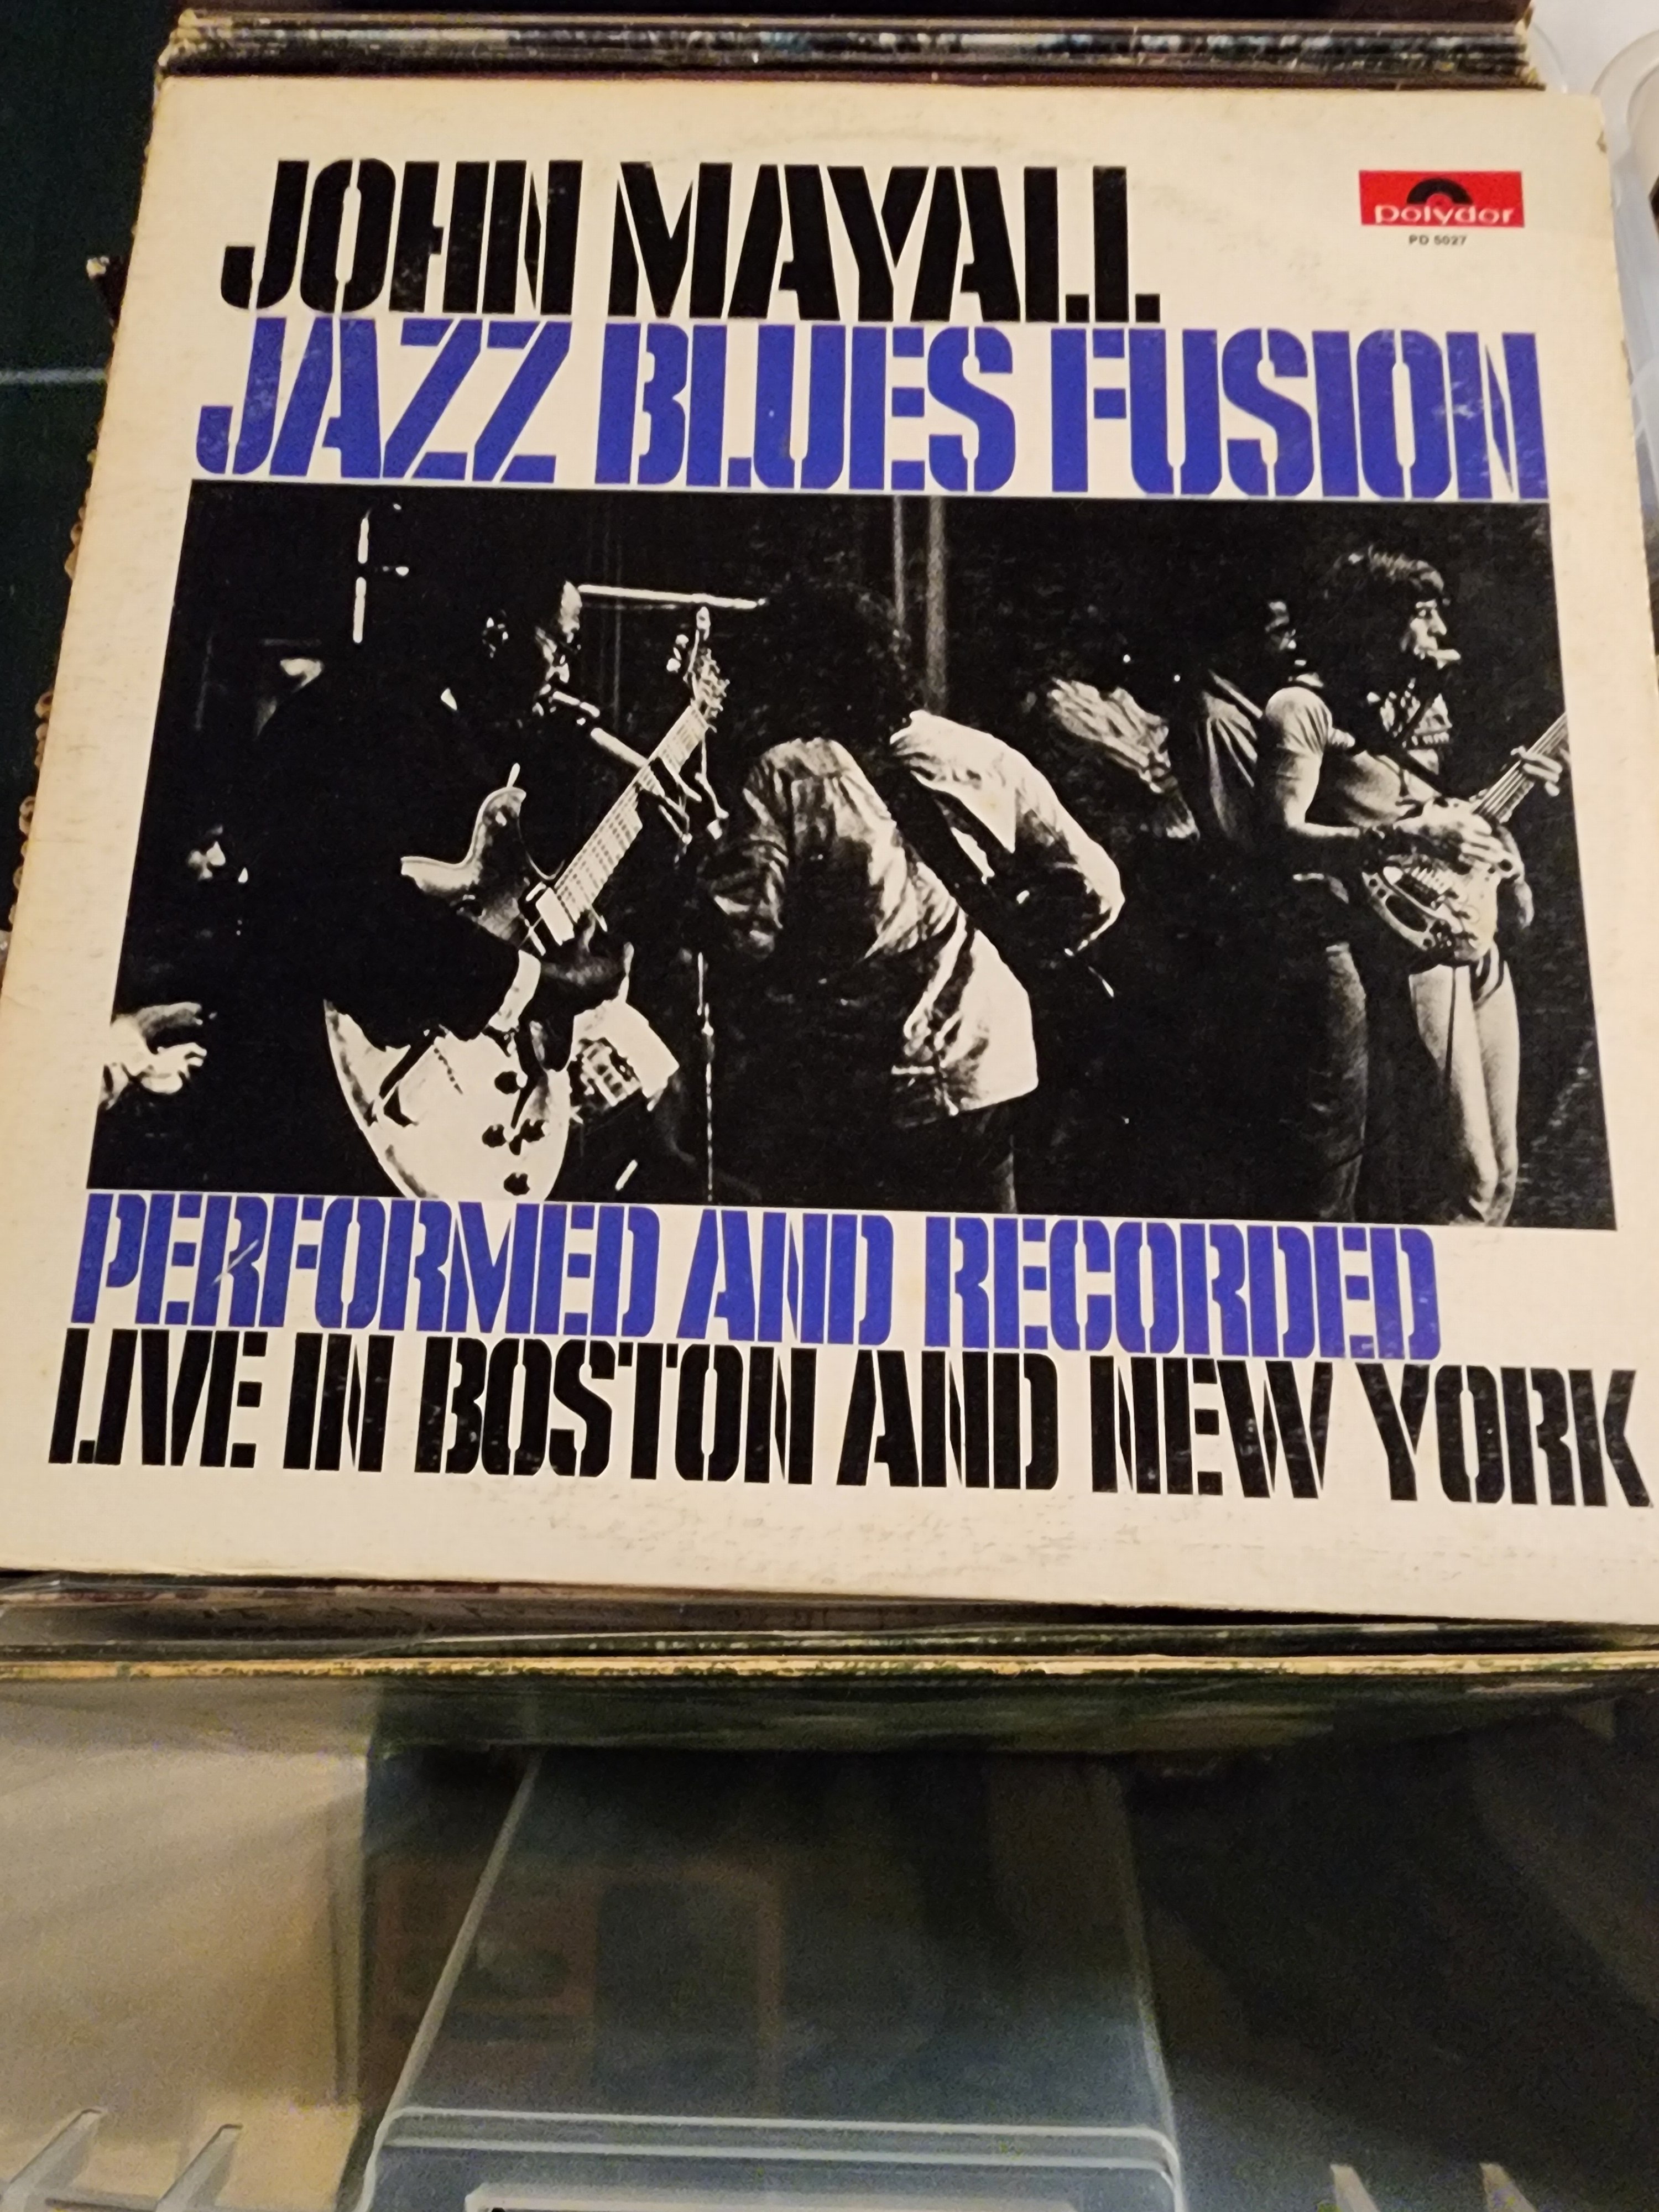 JOHN MAYALL
polydor
PD 5027
JAZZ BLUES FUSION
PERFORMED AND RECORDED
LIVE IN BOSTON AND NEW YORK